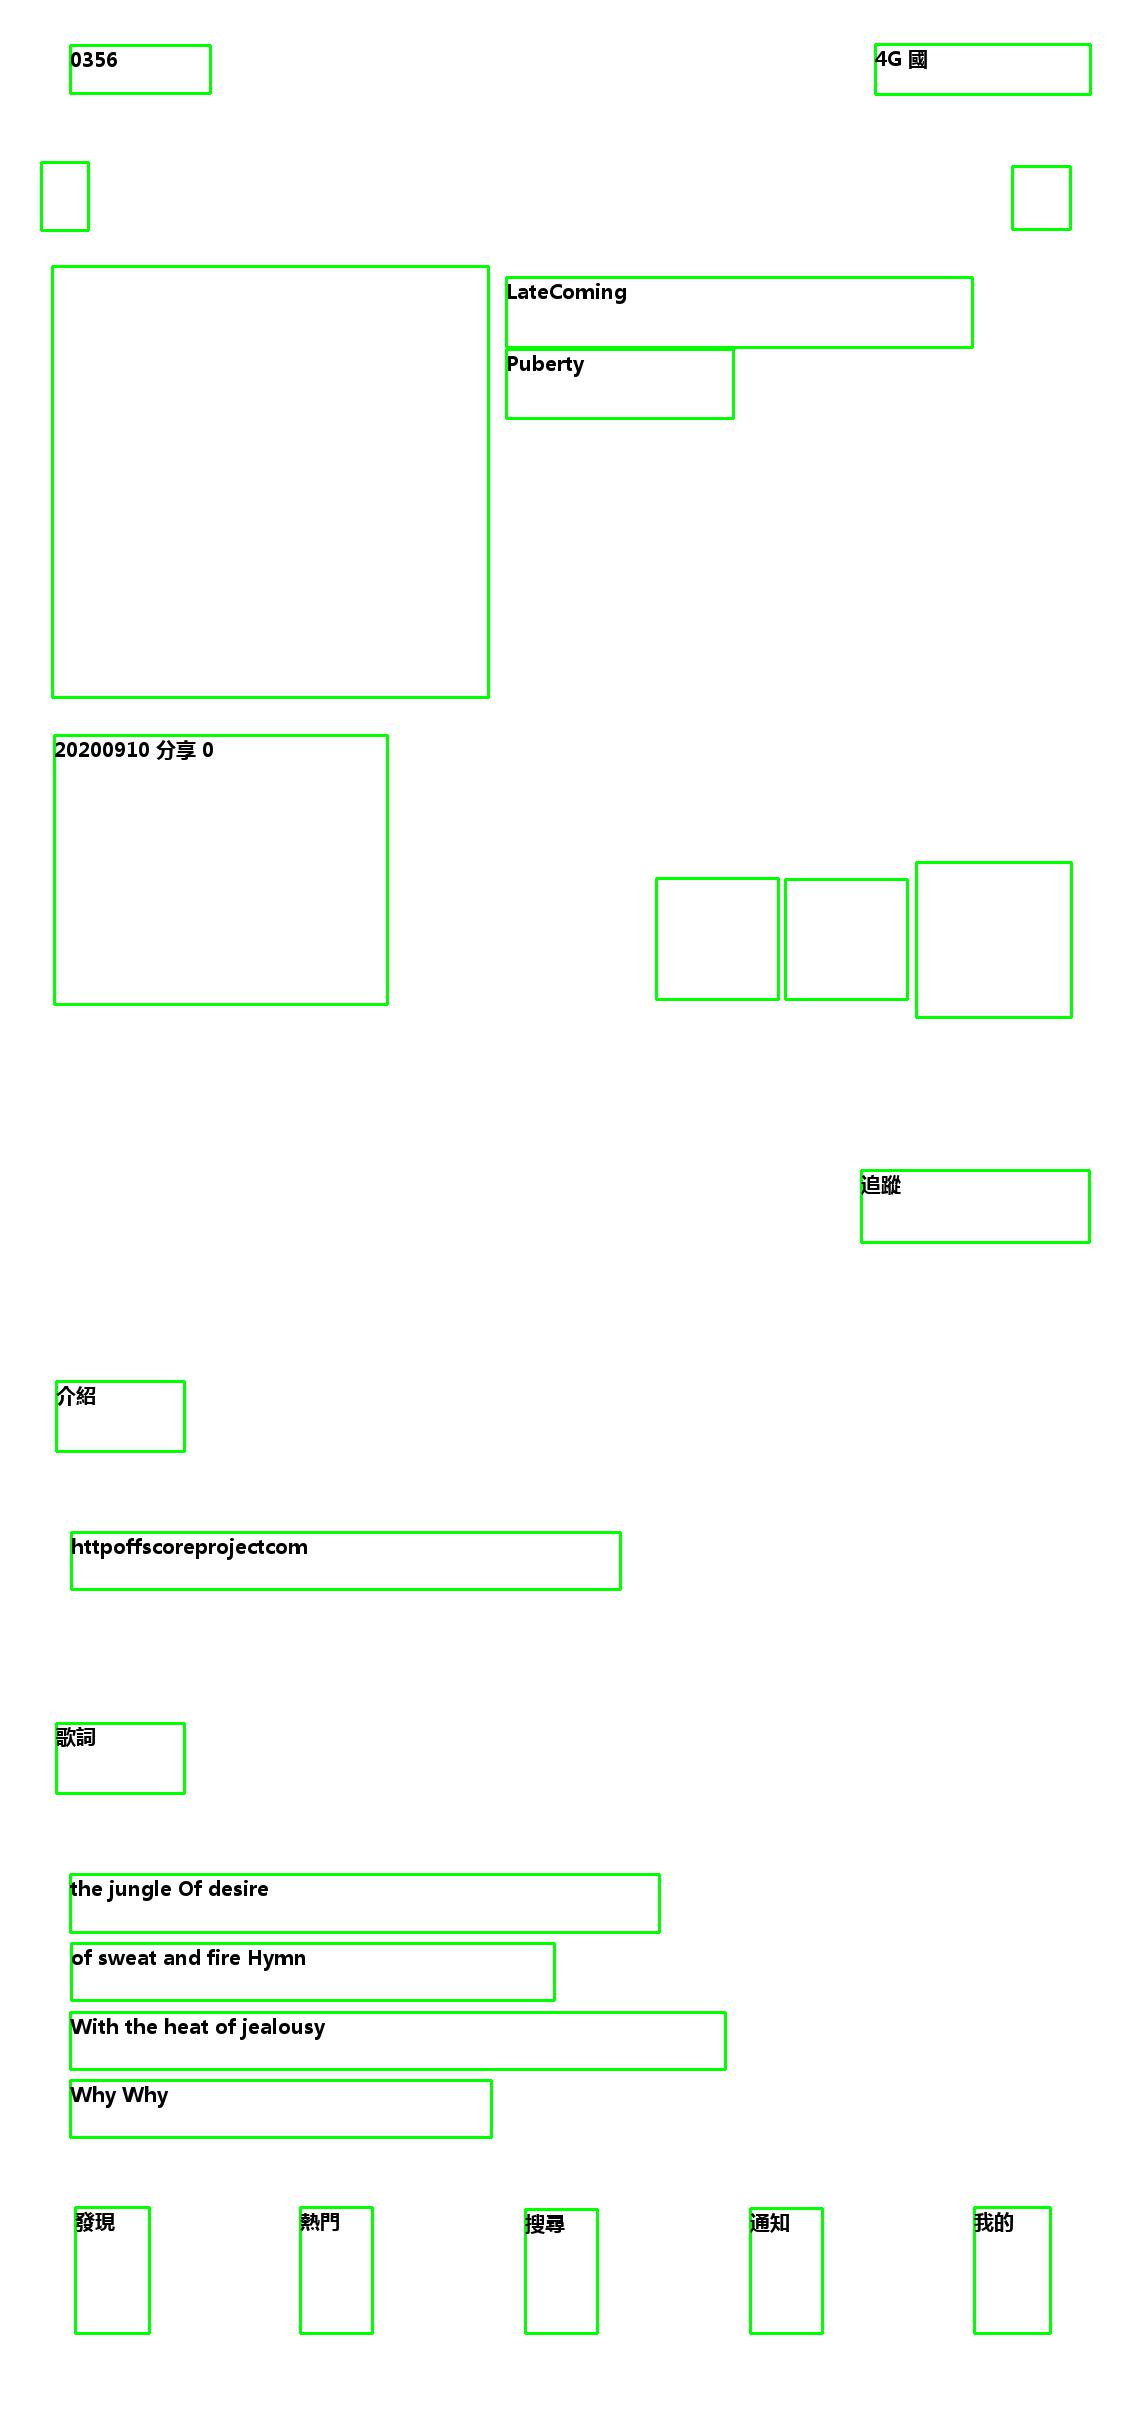 0356
4G 國
LateComing
Puberty
20200910 分享 0
追蹤
介紹
httpoffscoreprojectcom
歌詞
the jungle Of desire
of sweat and fire Hymn
With the heat of jealousy
Why Why
發現 熱門 搜尋 通知 我的